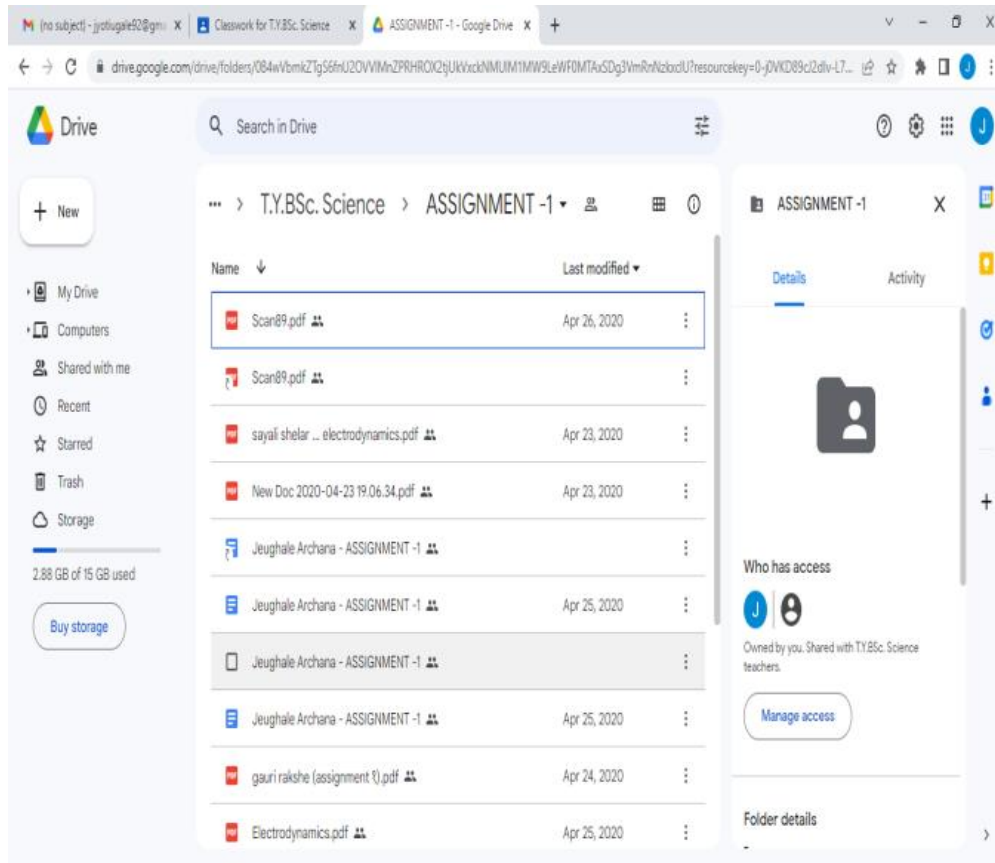 (no subject) - jyotiugale92@gm
Classwork for T.Y.BSc. Science
ASSIGNMENT -1 - Google Drive
Drive
Search in Drive
New
My Drive
Computers
Shared with me
Recent
Starred
Trash
Storage
2.88 GB of 15 GB used
Buy storage
... > T.Y.BSc. Science > ASSIGNMENT -1
Name Last modified
Scan89.pdf Apr 26, 2020
Scan89.pdf
sayali shelar ... electrodynamics.pdf Apr 23, 2020
New Doc 2020-04-23 19.06.34.pdf Apr 23, 2020
Jeughale Archana - ASSIGNMENT -1
Jeughale Archana - ASSIGNMENT -1 Apr 25, 2020
Jeughale Archana - ASSIGNMENT -1
Jeughale Archana - ASSIGNMENT -1 Apr 25, 2020
gauri rakshe (assignment १).pdf Apr 24, 2020
Electrodynamics.pdf Apr 25, 2020
ASSIGNMENT -1
Details Activity
Who has access
J
Owned by you. Shared with T.Y.BSc. Science
teachers.
Manage access
Folder details